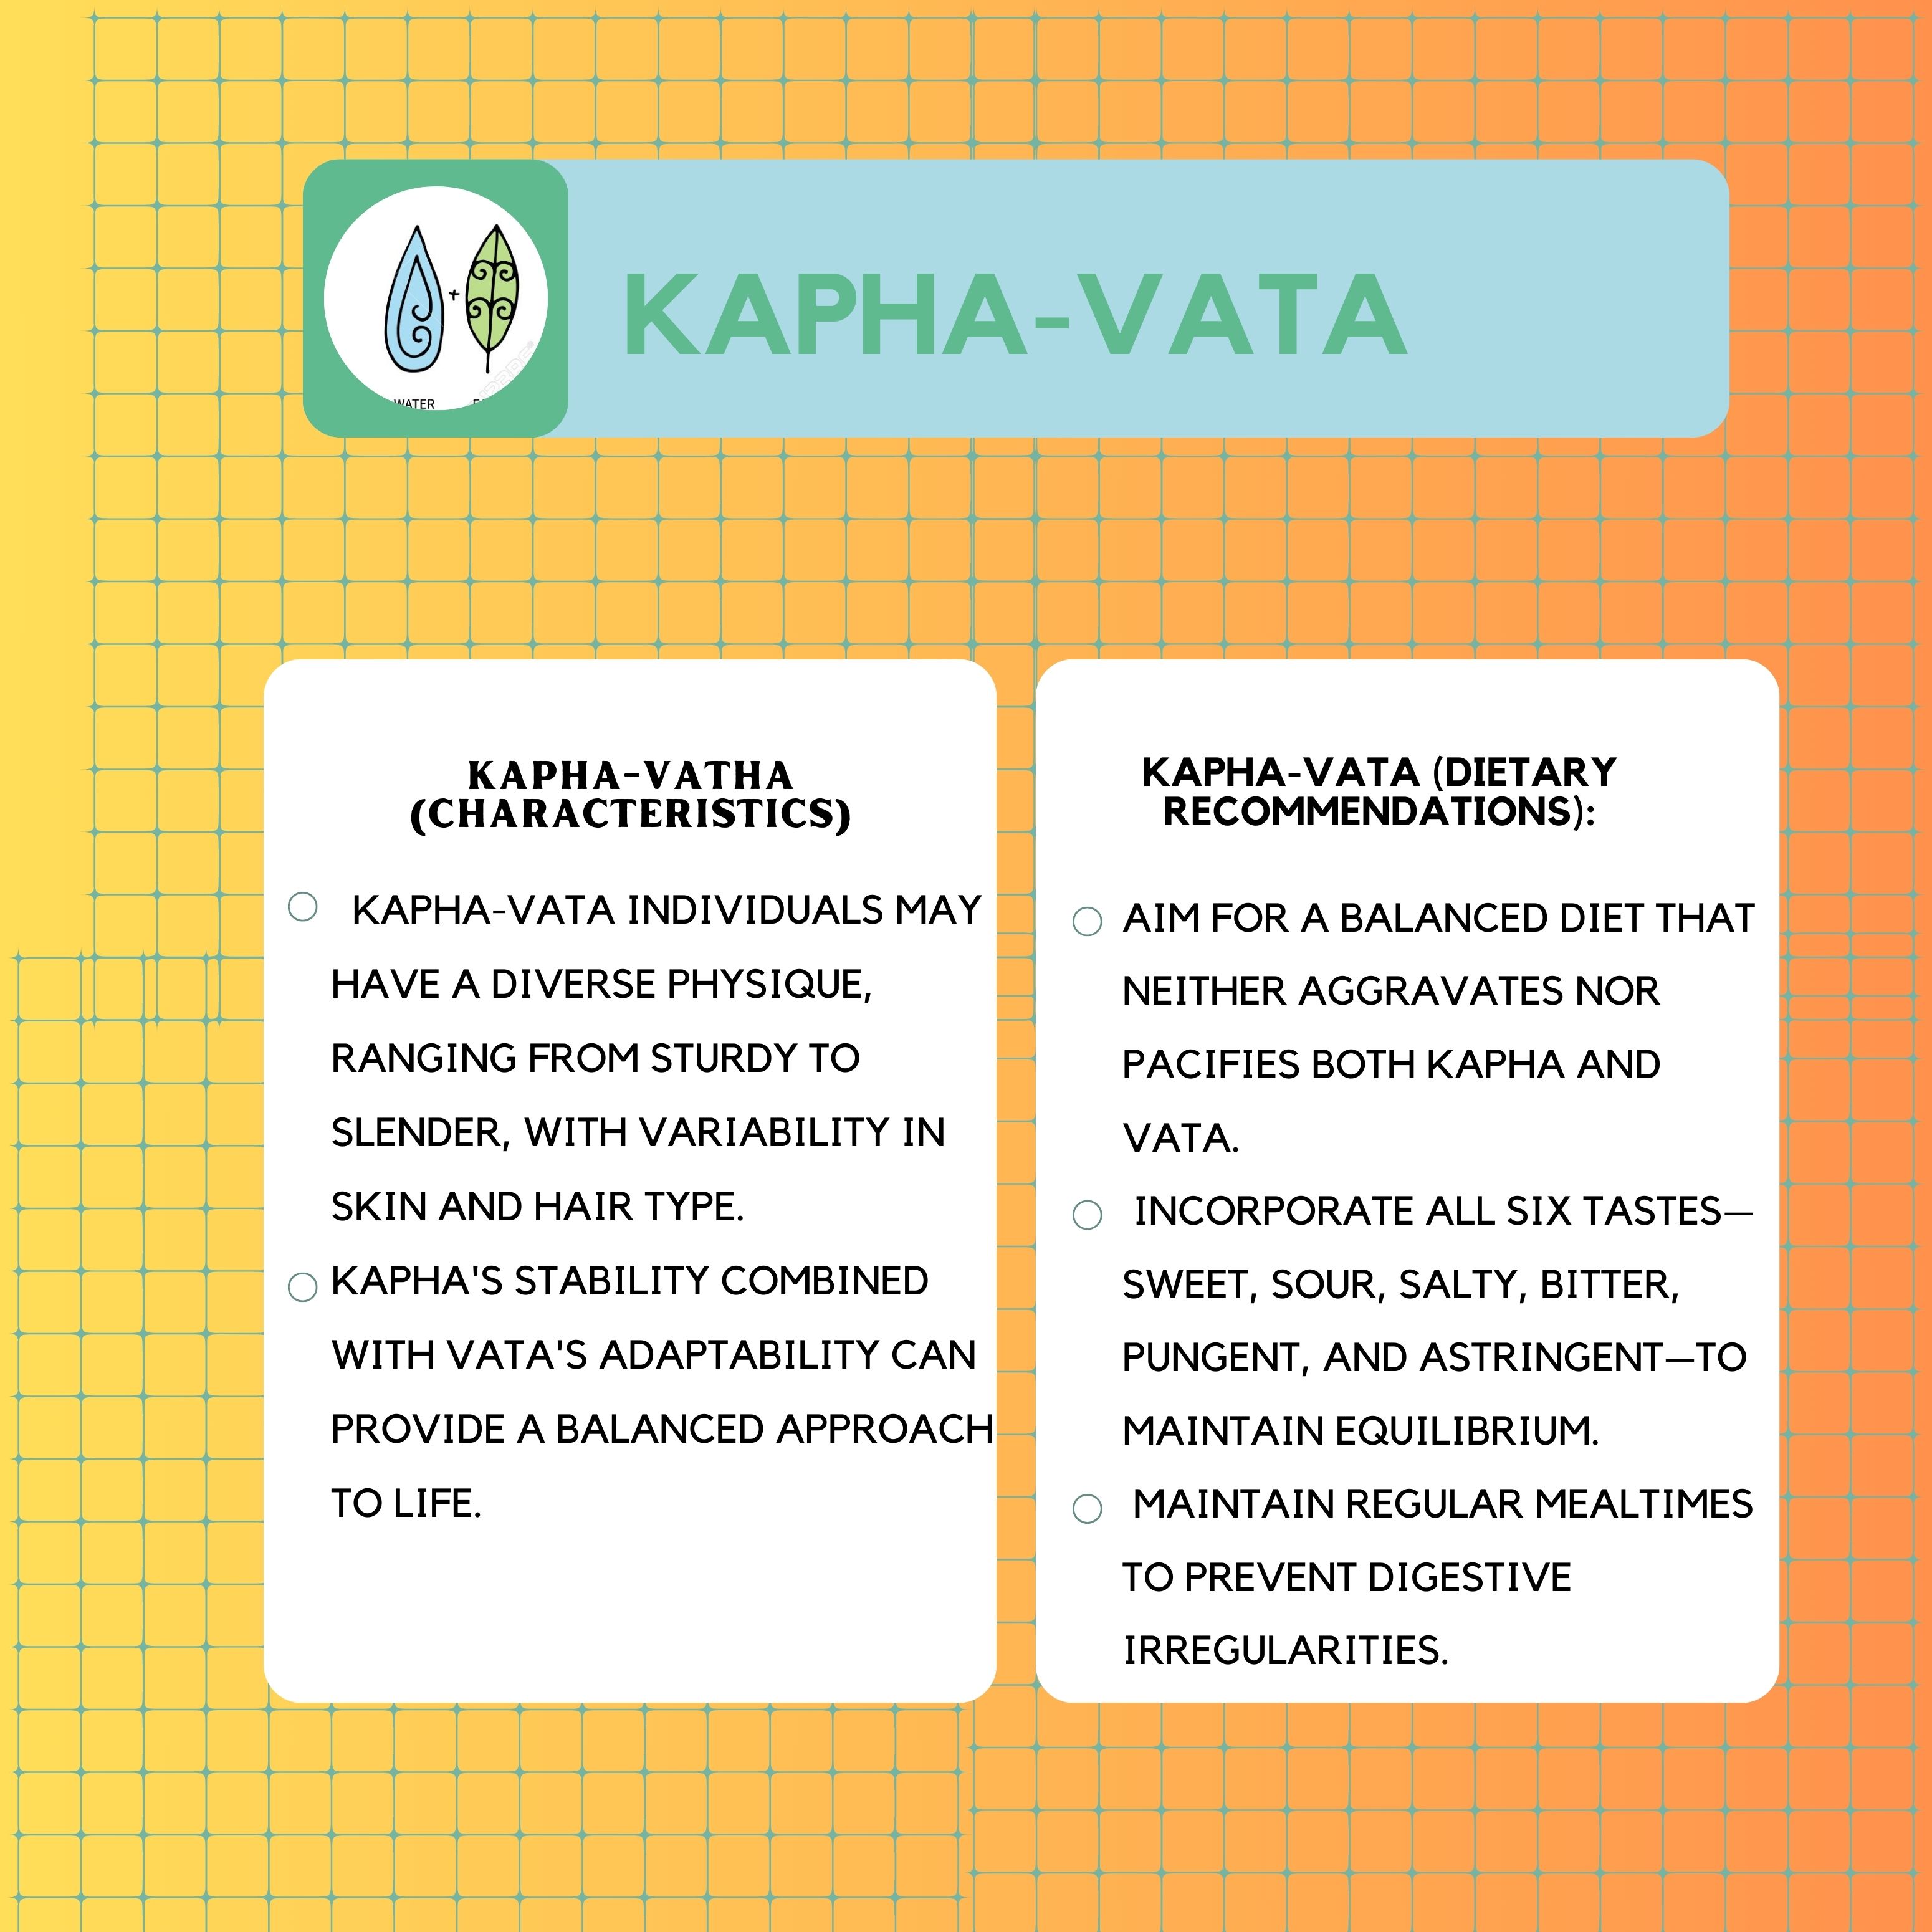 WATER
KAPHA-VATA
KAPHA-VATHA
(CHARACTERISTICS)
KAPHA-VATA INDIVIDUALS MAY
HAVE A DIVERSE PHYSIQUE,
RANGING FROM STURDY TO
SLENDER, WITH VARIABILITY IN
SKIN AND HAIR TYPE.
KAPHA'S STABILITY COMBINED
WITH VATA'S ADAPTABILITY CAN
PROVIDE A BALANCED APPROACH
TO LIFE.
KAPHA-VATA (DIETARY
RECOMMENDATIONS):
AIM FOR A BALANCED DIET THAT
NEITHER AGGRAVATES NOR
PACIFIES BOTH KAPHA AND
VATA.
INCORPORATE ALL SIX TASTES—
SWEET, SOUR, SALTY, BITTER,
PUNGENT, AND ASTRINGENT—TO
MAINTAIN EQUILIBRIUM.
MAINTAIN REGULAR MEALTIMES
TO PREVENT DIGESTIVE
IRREGULARITIES.